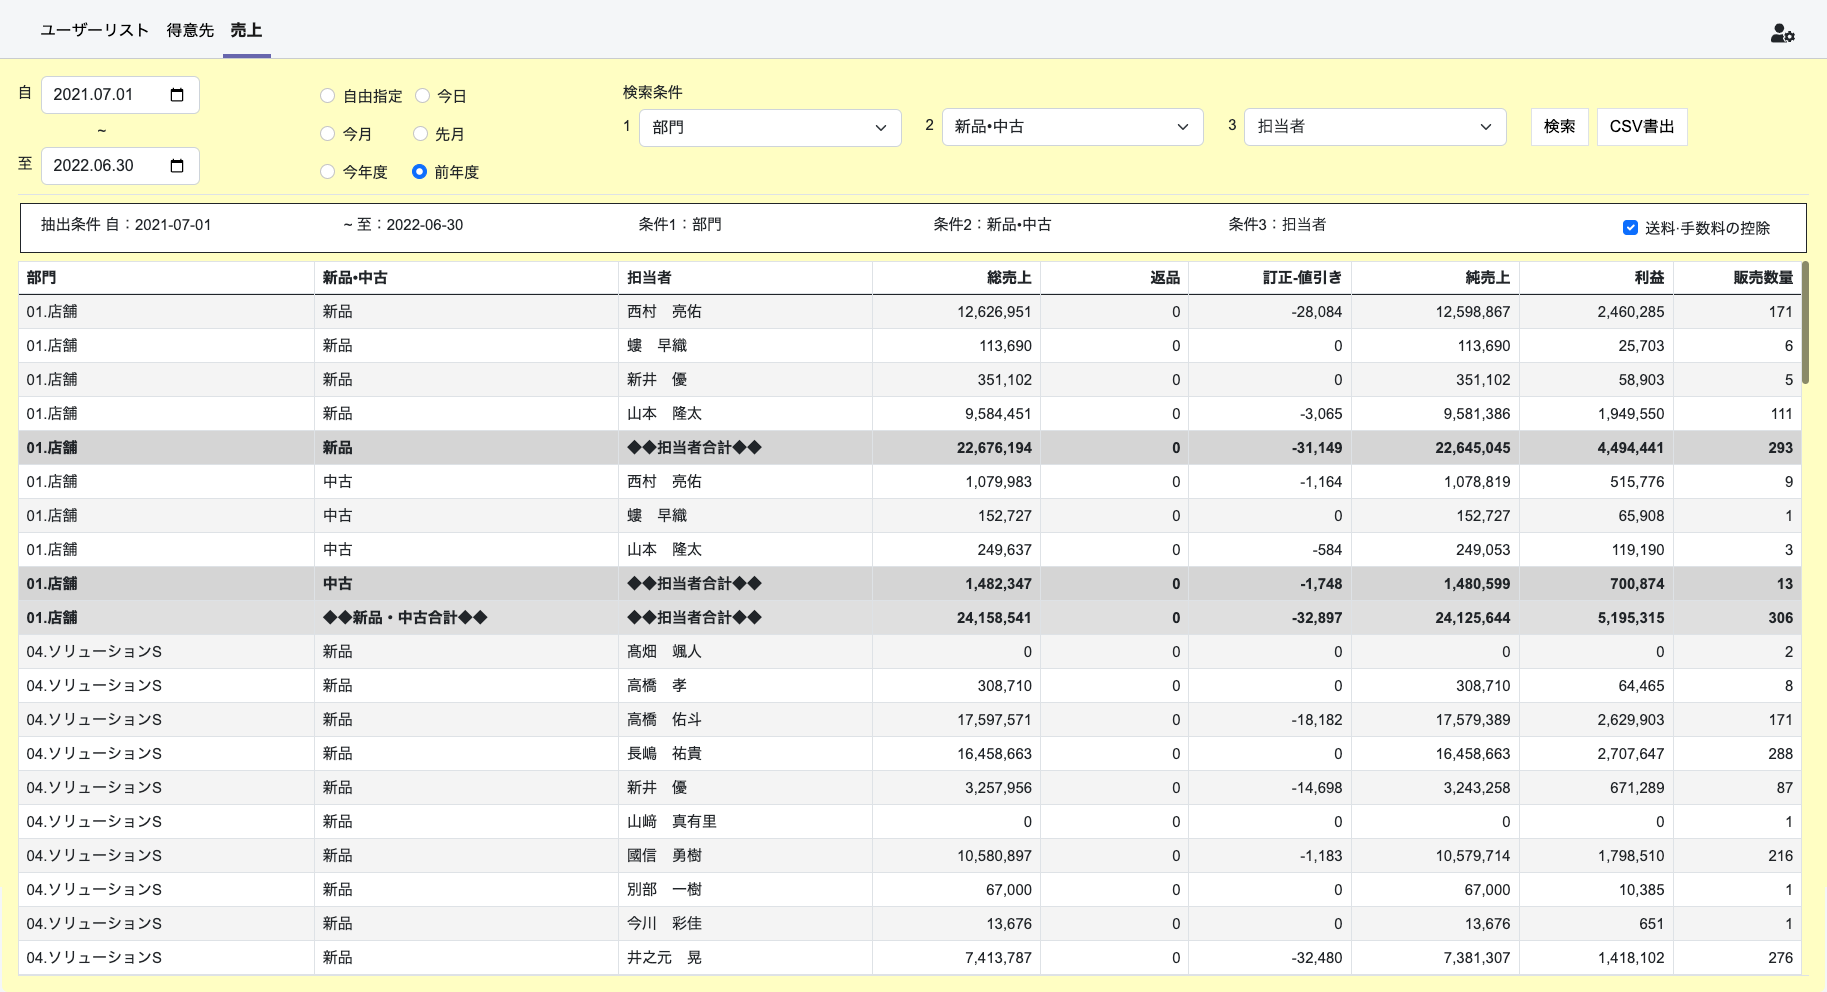 ユーザーリスト 得意先 売上
自 2021.07.01
~
至 2022.06.30
自由指定 今日
今月 先月
今年度 前年度
検索条件
1 部門 2 新品・中古 3 担当者 検索 CSV書出
抽出条件 自：2021-07-01 ~ 至：2022-06-30 条件1：部門 条件2：新品・中古 条件3：担当者 送料·手数料の控除
部門 新品・中古 担当者 総売上 返品 訂正-値引き 純売上 利益 販売数量
01.店舗 新品 西村　亮佑 12,626,951 0 -28,084 12,598,867 2,460,285 171
01.店舗 新品 螻　早織 113,690 0 0 113,690 25,703 6
01.店舗 新品 新井　優 351,102 0 0 351,102 58,903 5
01.店舗 新品 山本　隆太 9,584,451 0 -3,065 9,581,386 1,949,550 111
01.店舗 新品 ◆◆担当者合計◆◆ 22,676,194 0 -31,149 22,645,045 4,494,441 293
01.店舗 中古 西村　亮佑 1,079,983 0 -1,164 1,078,819 515,776 9
01.店舗 中古 螻　早織 152,727 0 0 152,727 65,908 1
01.店舗 中古 山本　隆太 249,637 0 -584 249,053 119,190 3
01.店舗 中古 ◆◆担当者合計◆◆ 1,482,347 0 -1,748 1,480,599 700,874 13
01.店舗 ◆◆新品・中古合計◆◆ ◆◆担当者合計◆◆ 24,158,541 0 -32,897 24,125,644 5,195,315 306
04.ソリューションS 新品 髙畑　颯人 0 0 0 0 0 2
04.ソリューションS 新品 高橋　孝 308,710 0 0 308,710 64,465 8
04.ソリューションS 新品 高橋　佑斗 17,597,571 0 -18,182 17,579,389 2,629,903 171
04.ソリューションS 新品 長嶋　祐貴 16,458,663 0 0 16,458,663 2,707,647 288
04.ソリューションS 新品 新井　優 3,257,956 0 -14,698 3,243,258 671,289 87
04.ソリューションS 新品 山﨑　真有里 0 0 0 0 0 1
04.ソリューションS 新品 國信　勇樹 10,580,897 0 -1,183 10,579,714 1,798,510 216
04.ソリューションS 新品 別部　一樹 67,000 0 0 67,000 10,385 1
04.ソリューションS 新品 今川　彩佳 13,676 0 0 13,676 651 1
04.ソリューションS 新品 井之元　晃 7,413,787 0 -32,480 7,381,307 1,418,102 276